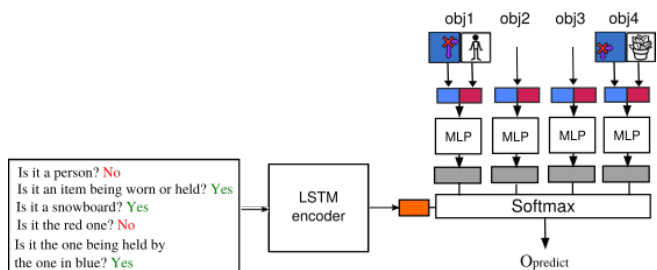 obj1 obj2 obj3 obj4
MLP MLP MLP MLP
Is it a person? No
Is it an item being worn or held? Yes
Is it a snowboard? Yes
Is it the red one? No
Is it the one being held by
the one in blue? Yes
LSTM
encoder
Softmax
Opredict